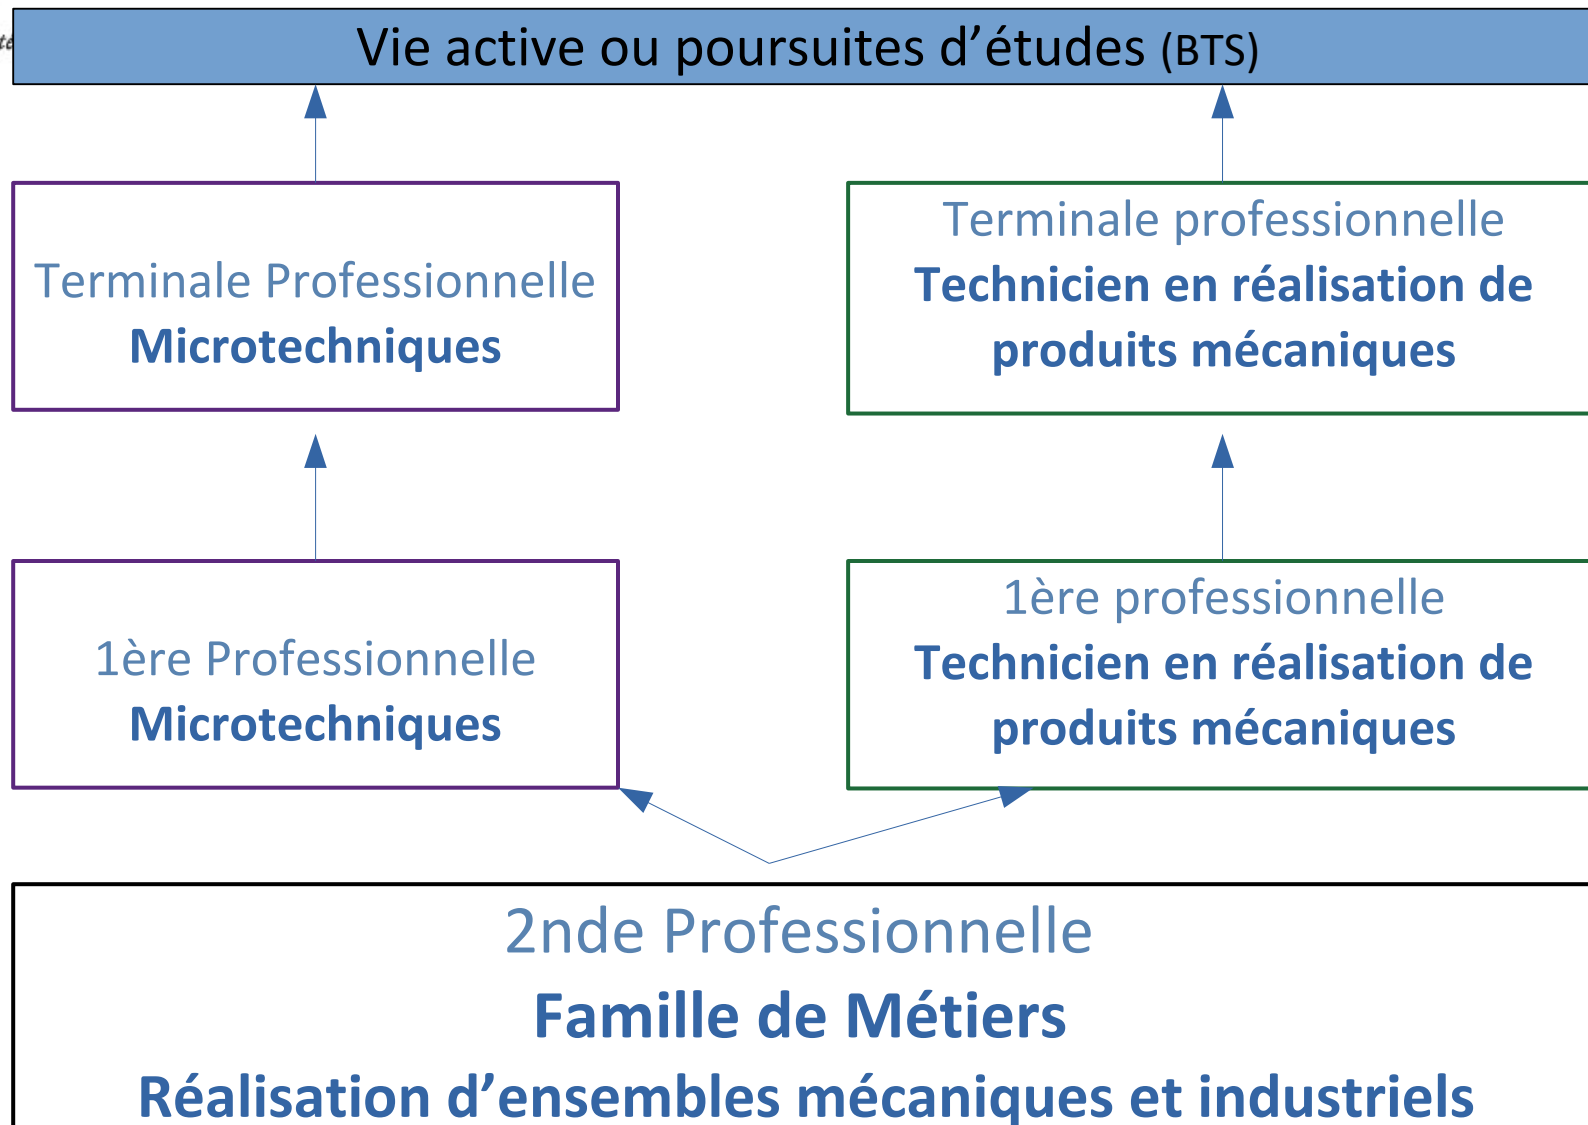 Vie active ou poursuites d’études (BTS)
Terminale Professionnelle
Microtechniques
Terminale professionnelle
Technicien en réalisation de
produits mécaniques
1ère Professionnelle
Microtechniques
1ère professionnelle
Technicien en réalisation de
produits mécaniques
2nde Professionnelle
Famille de Métiers
Réalisation d’ensembles mécaniques et industriels